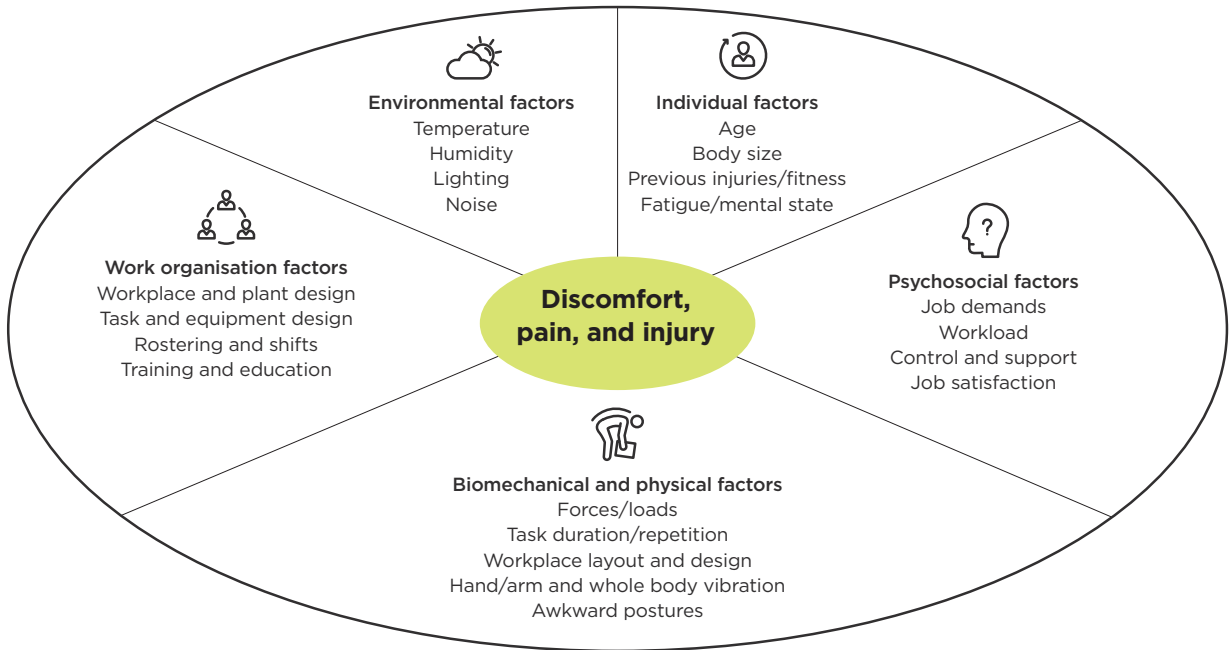 Environmental factors
Temperature
Humidity
Lighting
Noise
Individual factors
Age
Body size
Previous injuries/fitness
Fatigue/mental state
Work organisation factors
Workplace and plant design
Task and equipment design
Rostering and shifts
Training and education
Discomfort,
pain, and injury
?
Psychosocial factors
Job demands
Workload
Control and support
Job satisfaction
Biomechanical and physical factors
Forces/loads
Task duration/repetition
Workplace layout and design
Hand/arm and whole body vibration
Awkward postures